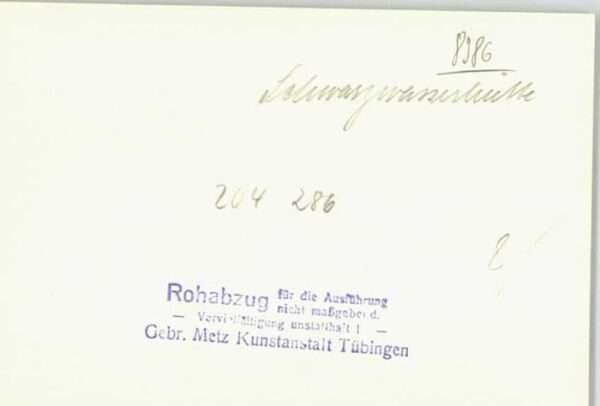 8986
Schwarzwasserhütte
204 286
Rohabzug für die Ausführung
nicht maßgebend.
— Vervielfältigung unstatthaft! —
Gebr. Metz Kunstanstalt Tübingen